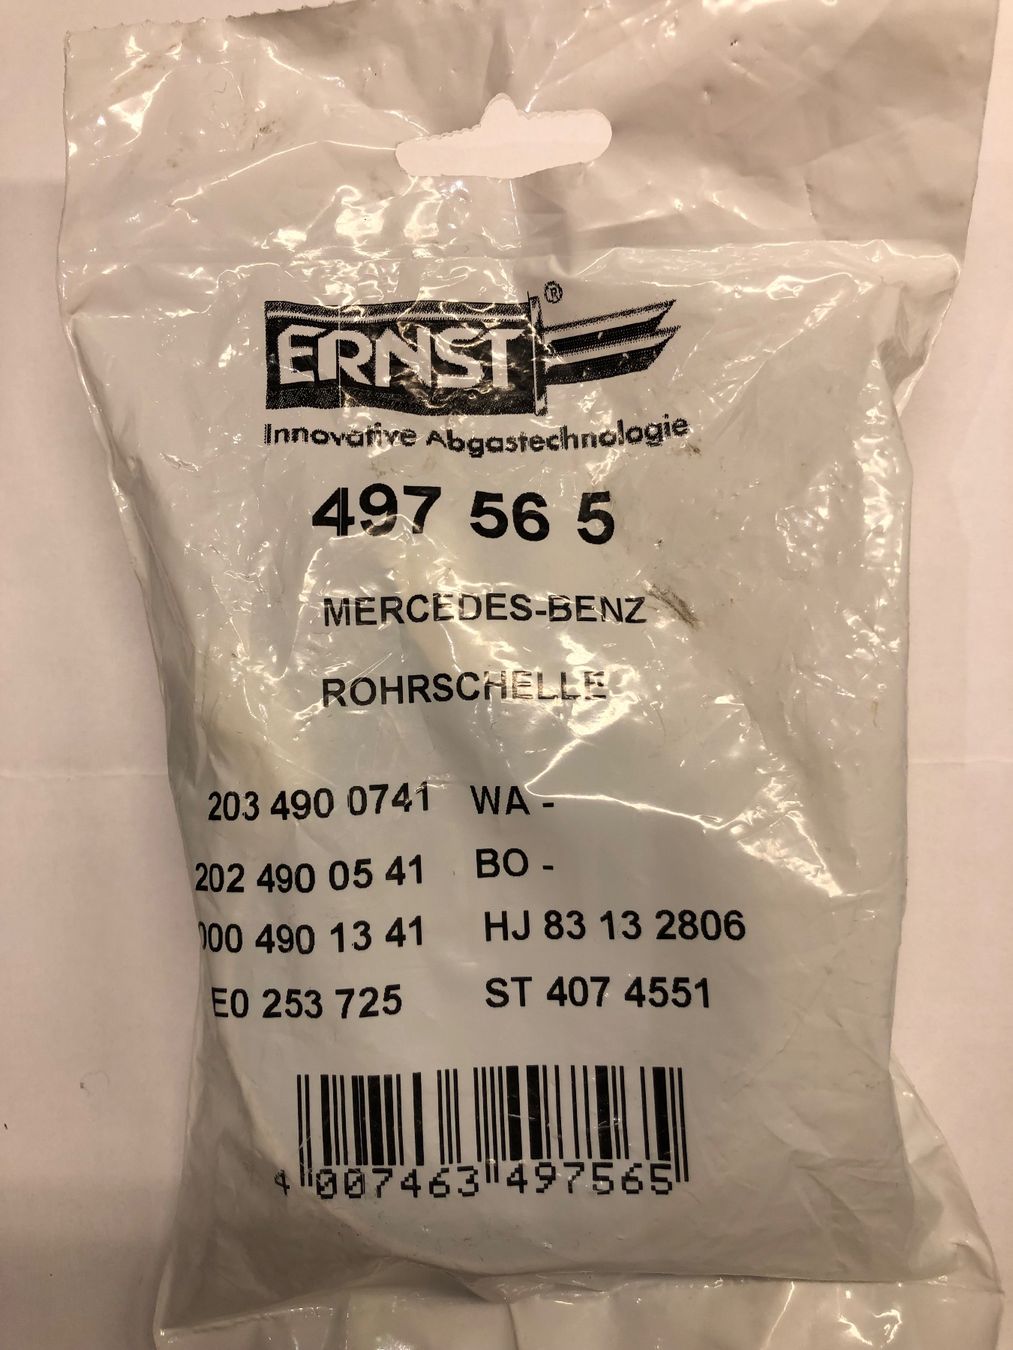 ERNST®
Innovative Abgastechnologie
497 56 5
MERCEDES-BENZ
ROHRSCHELLE
203 490 0741 WA -
202 490 05 41 BO -
000 490 13 41 HJ 83 13 2806
E0 253 725 ST 407 4551
4 007463 497565